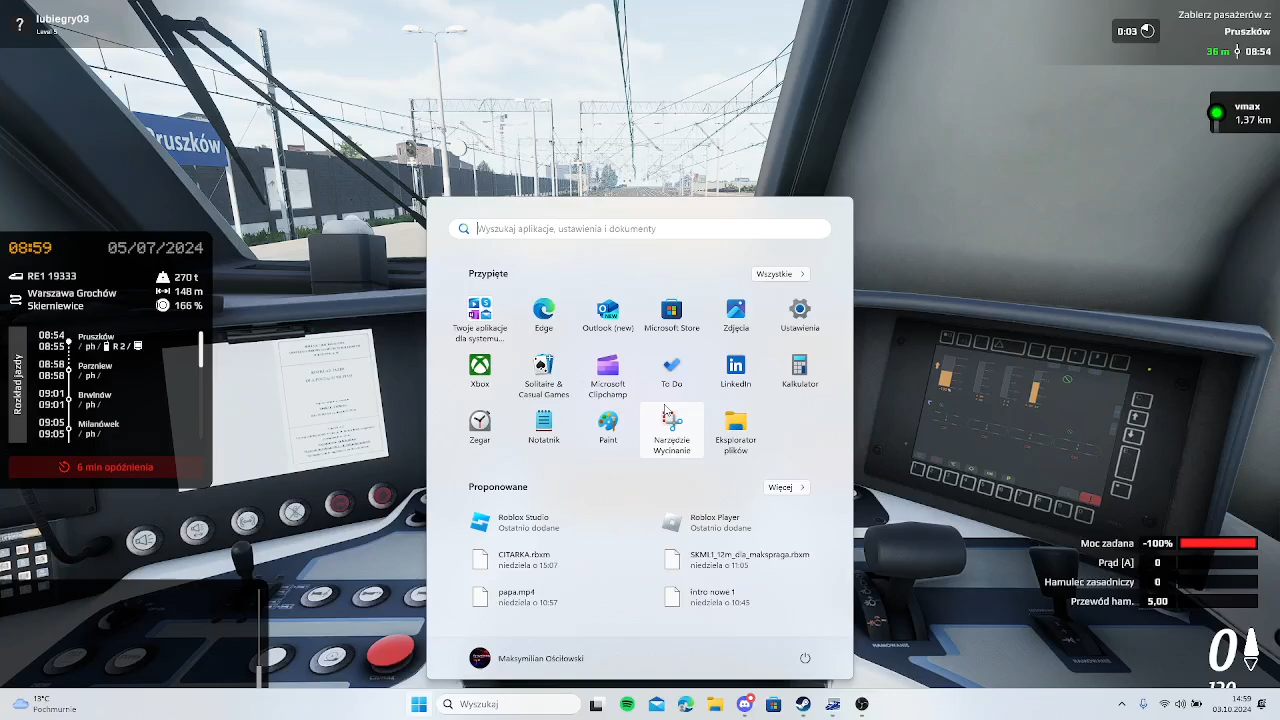 ?
lubiegry03
Level 5
0:03
Zabierz pasażerów z:
Pruszków
36 m
08:54
vmax
1,37 km
Pruszków
08:59
05/07/2024
RE1 19333
270 t
148 m
Warszawa Grochów
Skierniewice
166 %
Rozkład jazdy
08:54
08:55
Pruszków
/ ph /
R 2 /
08:58
08:58
Parzniew
/ ph /
09:01
09:01
Brwinów
/ ph /
09:05
09:05
Milanówek
/ ph /
6 min opóźnienia
Wyszukaj aplikacje, ustawienia i dokumenty
Przypięte
Wszystkie
Twoje aplikacje
dla systemu...
Edge
Outlook (new)
Microsoft Store
Zdjęcia
Ustawienia
Xbox
Solitaire &
Casual Games
Microsoft
Clipchamp
To Do
LinkedIn
Kalkulator
Zegar
Notatnik
Paint
Narzędzie
Wycinanie
Eksplorator
plików
Proponowane
Więcej
Roblox Studio
Ostatnio dodane
Roblox Player
Ostatnio dodane
CITARKA.rbxm
niedziela o 15:07
SKML1_12m_dla_makspraga.rbxm
niedziela o 11:05
papa.mp4
niedziela o 10:57
intro nowe 1
niedziela o 10:45
Maksymilian Ościłowski
Moc zadana
-100%
Prąd [A]
0
Hamulec zasadniczy
0
Przewód ham.
5,00
0
120
HAMOWANIE
HAMOWANIE
13°C
Pochmurnie
Wyszukaj
14:59
03.10.2024